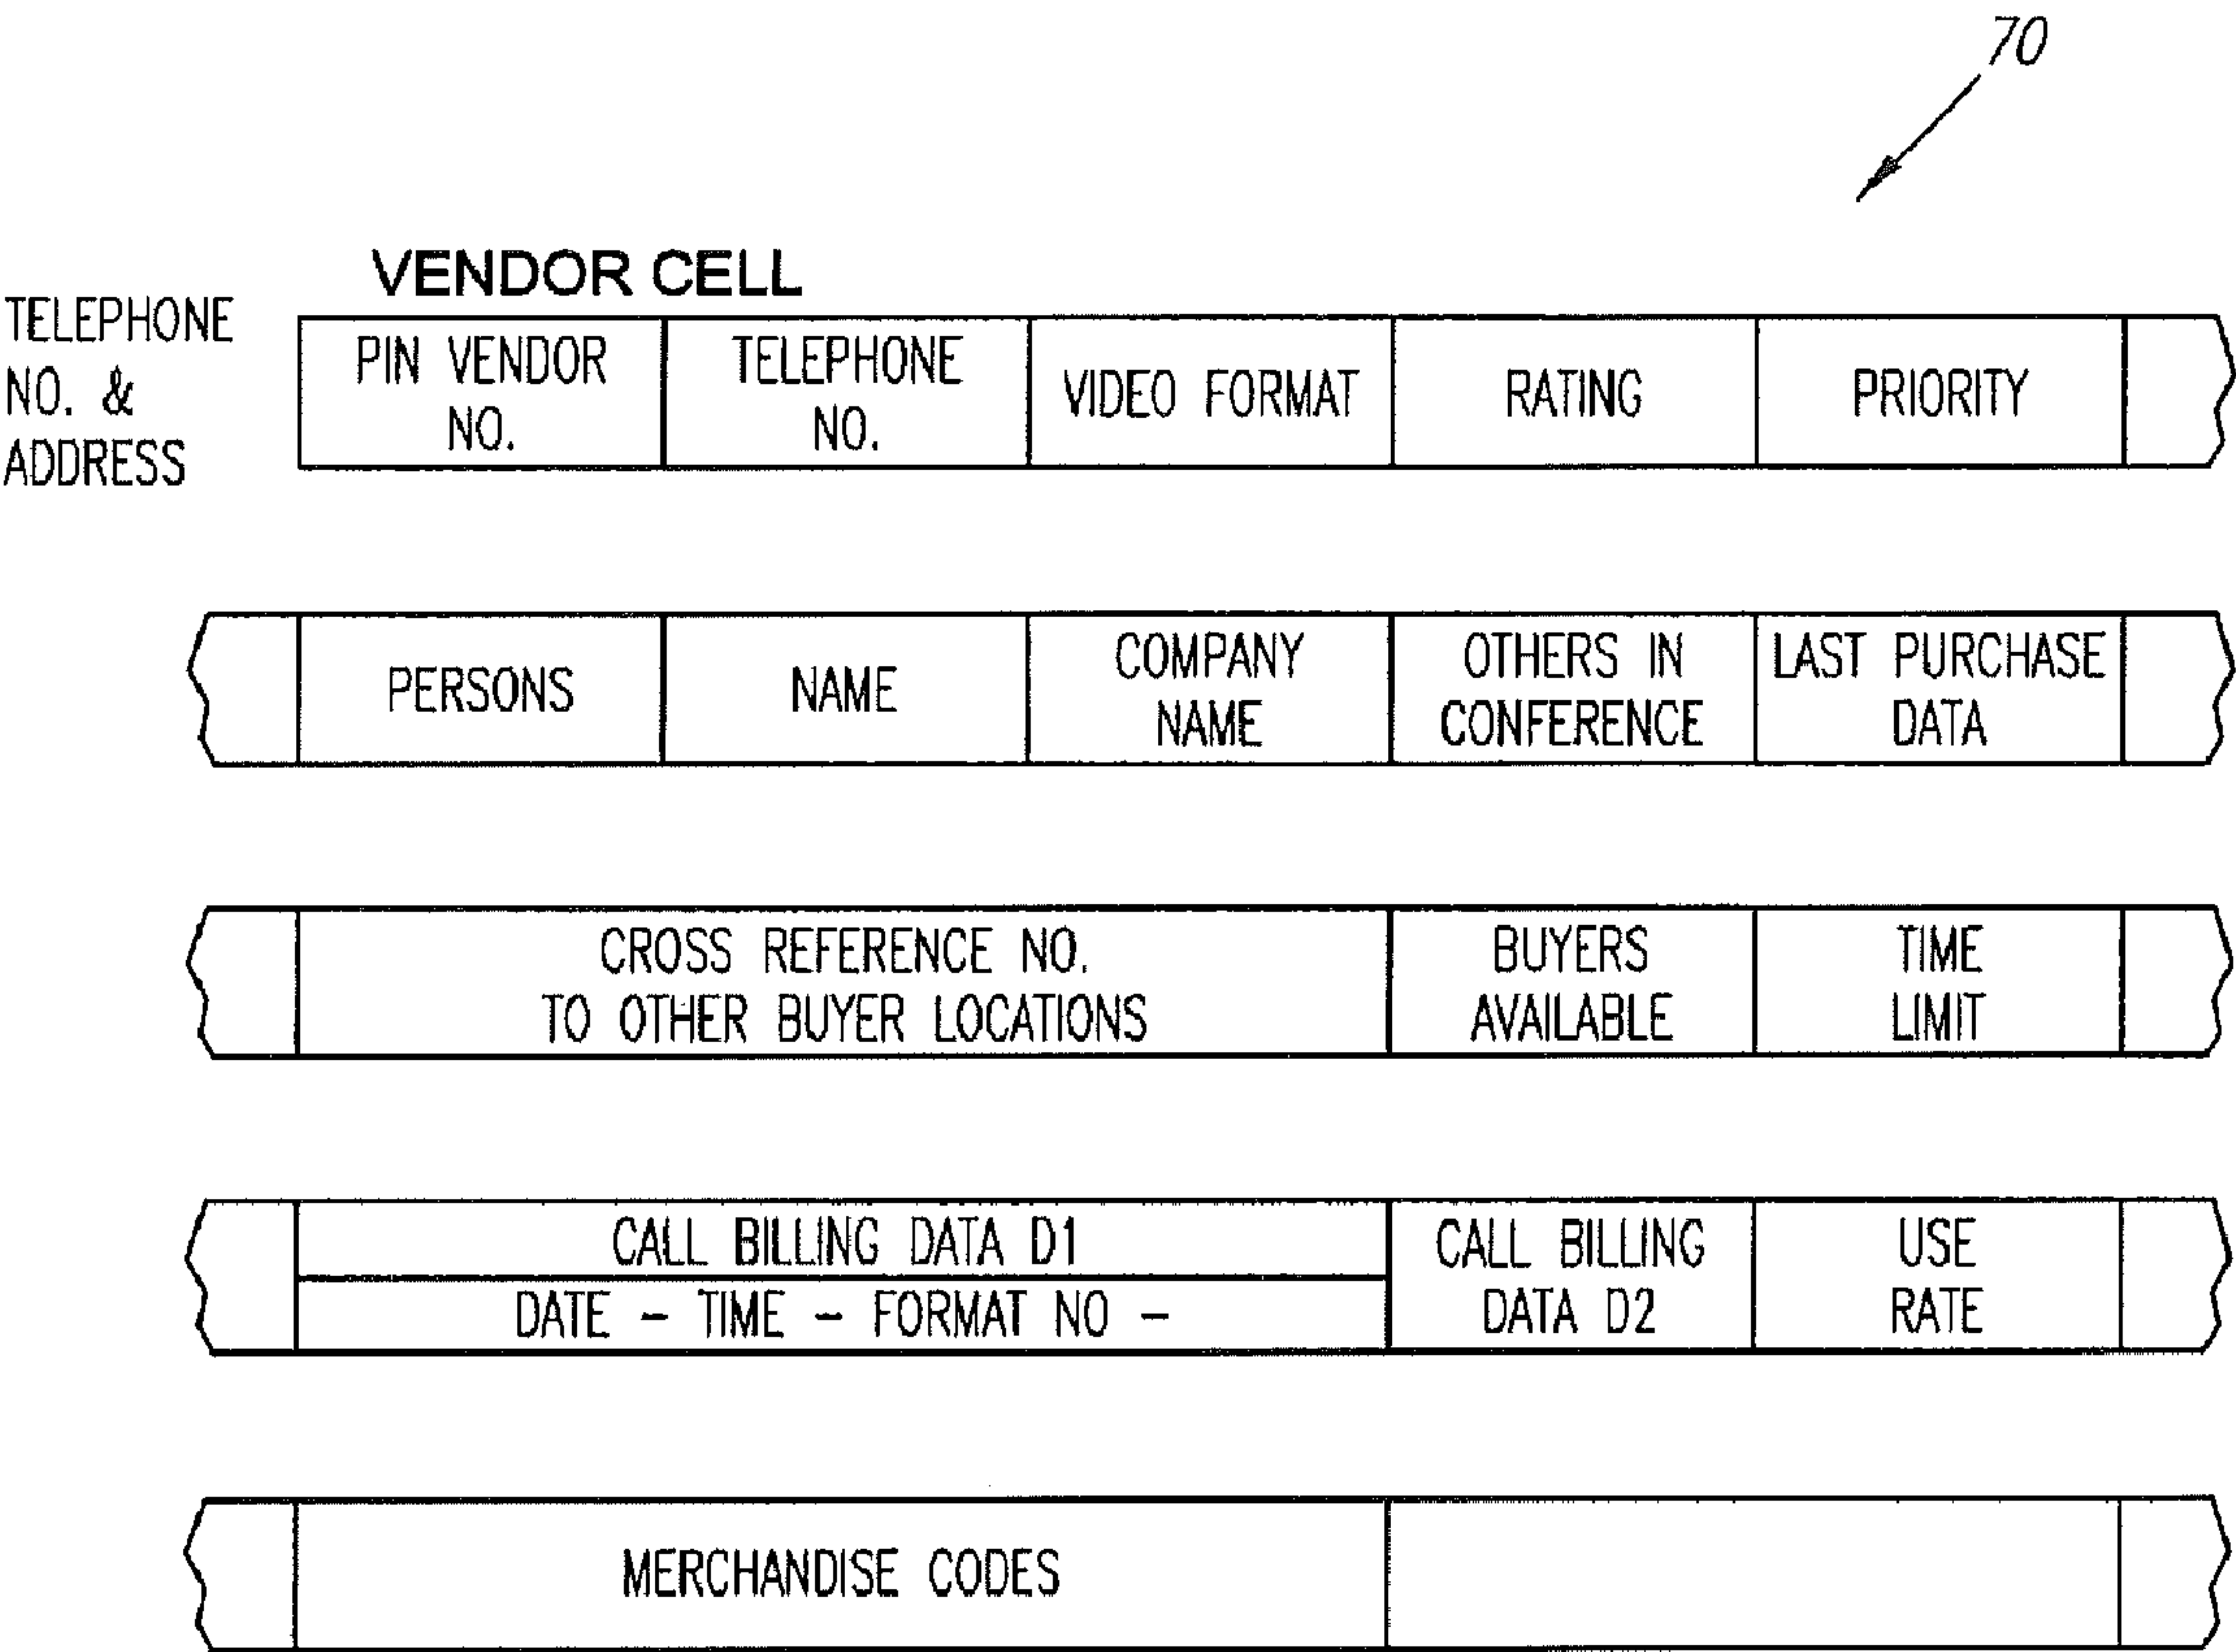 70
VENDOR CELL
TELEPHONE
NO. &
ADDRESS
PIN VENDOR
NO.
TELEPHONE
NO.
VIDEO FORMAT
RATING
PRIORITY
PERSONS
NAME
COMPANY
NAME
OTHERS IN
CONFERENCE
LAST PURCHASE
DATA
CROSS REFERENCE NO.
TO OTHER BUYER LOCATIONS
BUYERS
AVAILABLE
TIME
LIMIT
CALL BILLING DATA D1
DATE - TIME - FORMAT NO -
CALL BILLING
DATA D2
USE
RATE
MERCHANDISE CODES